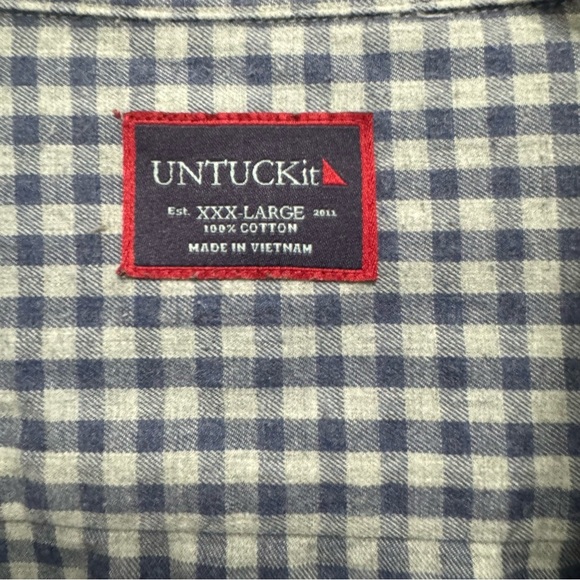 UNTUCKit
Est. XXX-LARGE 2011
100% COTTON
MADE IN VIETNAM